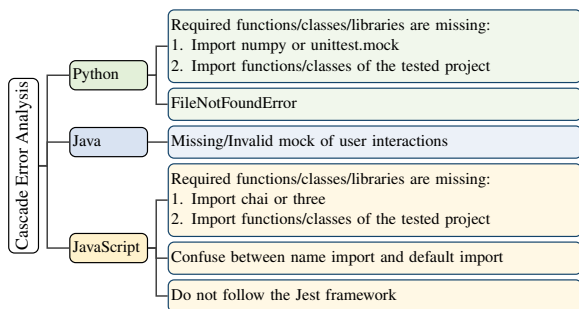 Cascade Error Analysis
Python
Required functions/classes/libraries are missing:
1. Import numpy or unittest.mock
2. Import functions/classes of the tested project
FileNotFoundError
Java
Missing/Invalid mock of user interactions
JavaScript
Required functions/classes/libraries are missing:
1. Import chai or three
2. Import functions/classes of the tested project
Confuse between name import and default import
Do not follow the Jest framework